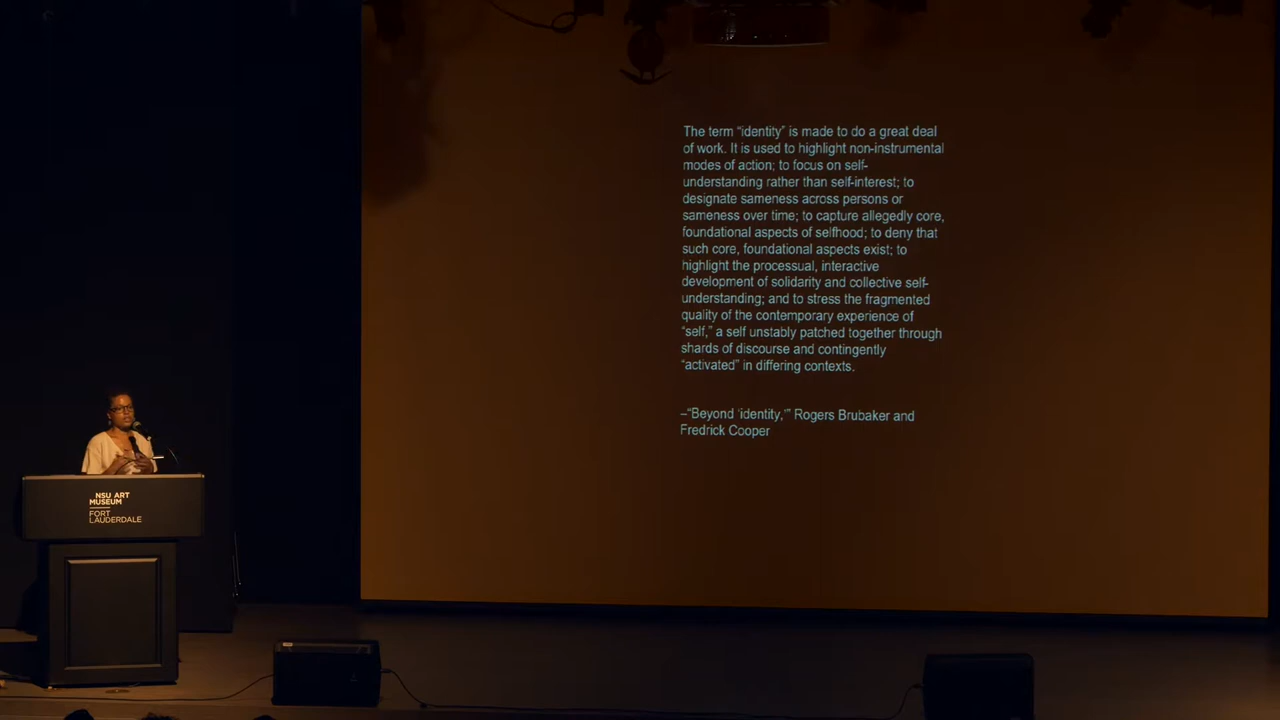 The term “identity” is made to do a great deal
of work. It is used to highlight non-instrumental
modes of action; to focus on self-
understanding rather than self-interest; to
designate sameness across persons or
sameness over time; to capture allegedly core,
foundational aspects of selfhood; to deny that
such core, foundational aspects exist; to
highlight the processual, interactive
development of solidarity and collective self-
understanding; and to stress the fragmented
quality of the contemporary experience of
“self,” a self unstably patched together through
shards of discourse and contingently
“activated” in differing contexts.
–“Beyond ‘identity,’” Rogers Brubaker and
Fredrick Cooper
NSU ART
MUSEUM
FORT
LAUDERDALE